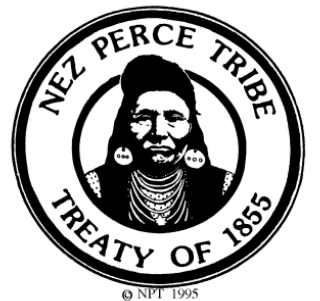 NEZ PERCE TRIBE
TREATY OF 1855
© NPT 1995